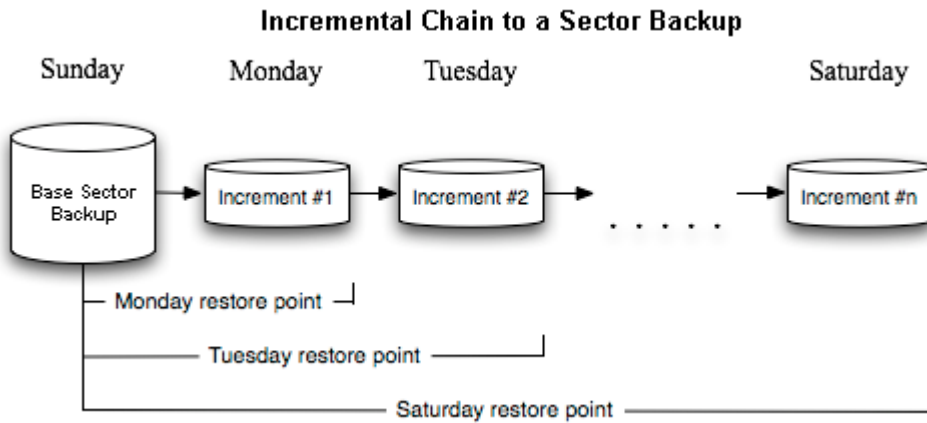 Incremental Chain to a Sector Backup
Sunday Monday Tuesday Saturday
Base Sector
Backup
Increment #1
Increment #2
. . . . .
Increment #n
Monday restore point
Tuesday restore point
Saturday restore point